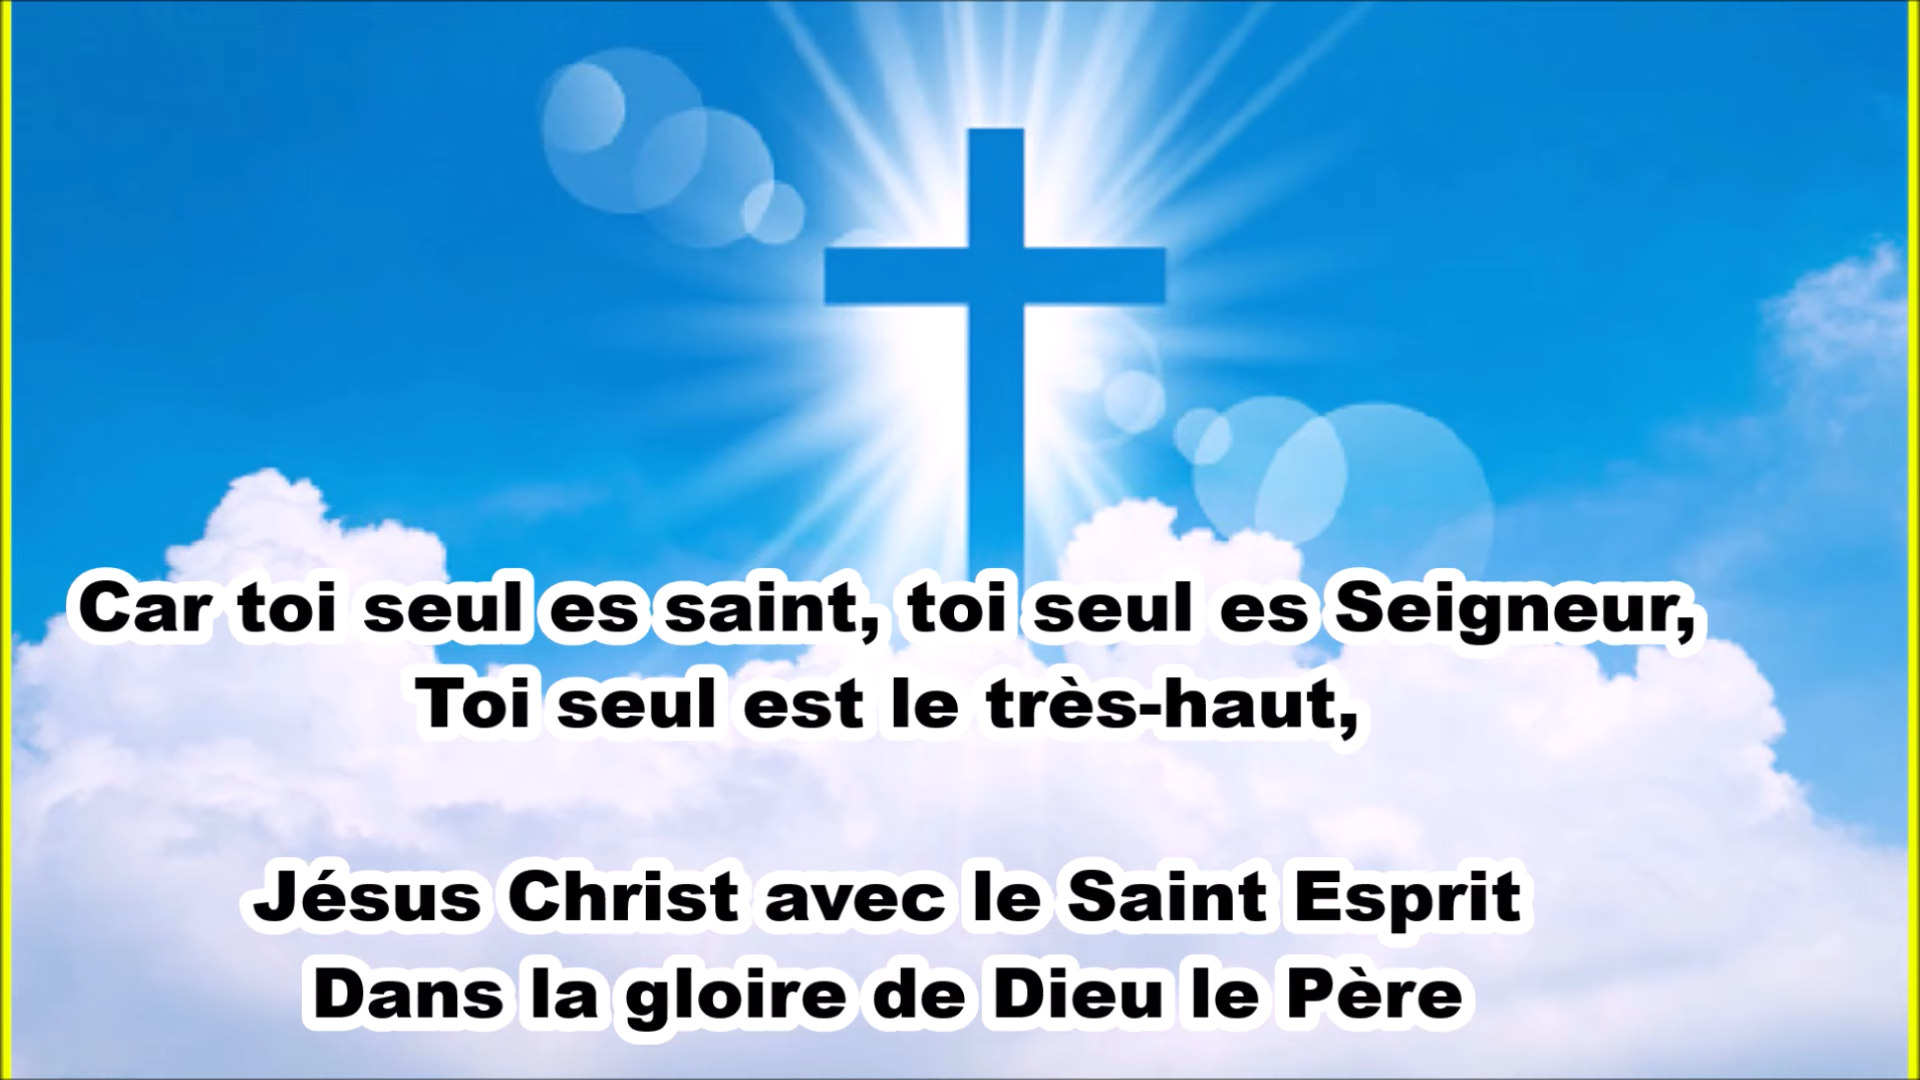 Car toi seul es saint, toi seul es Seigneur,
Toi seul est le très-haut,
Jésus Christ avec le Saint Esprit
Dans la gloire de Dieu le Père